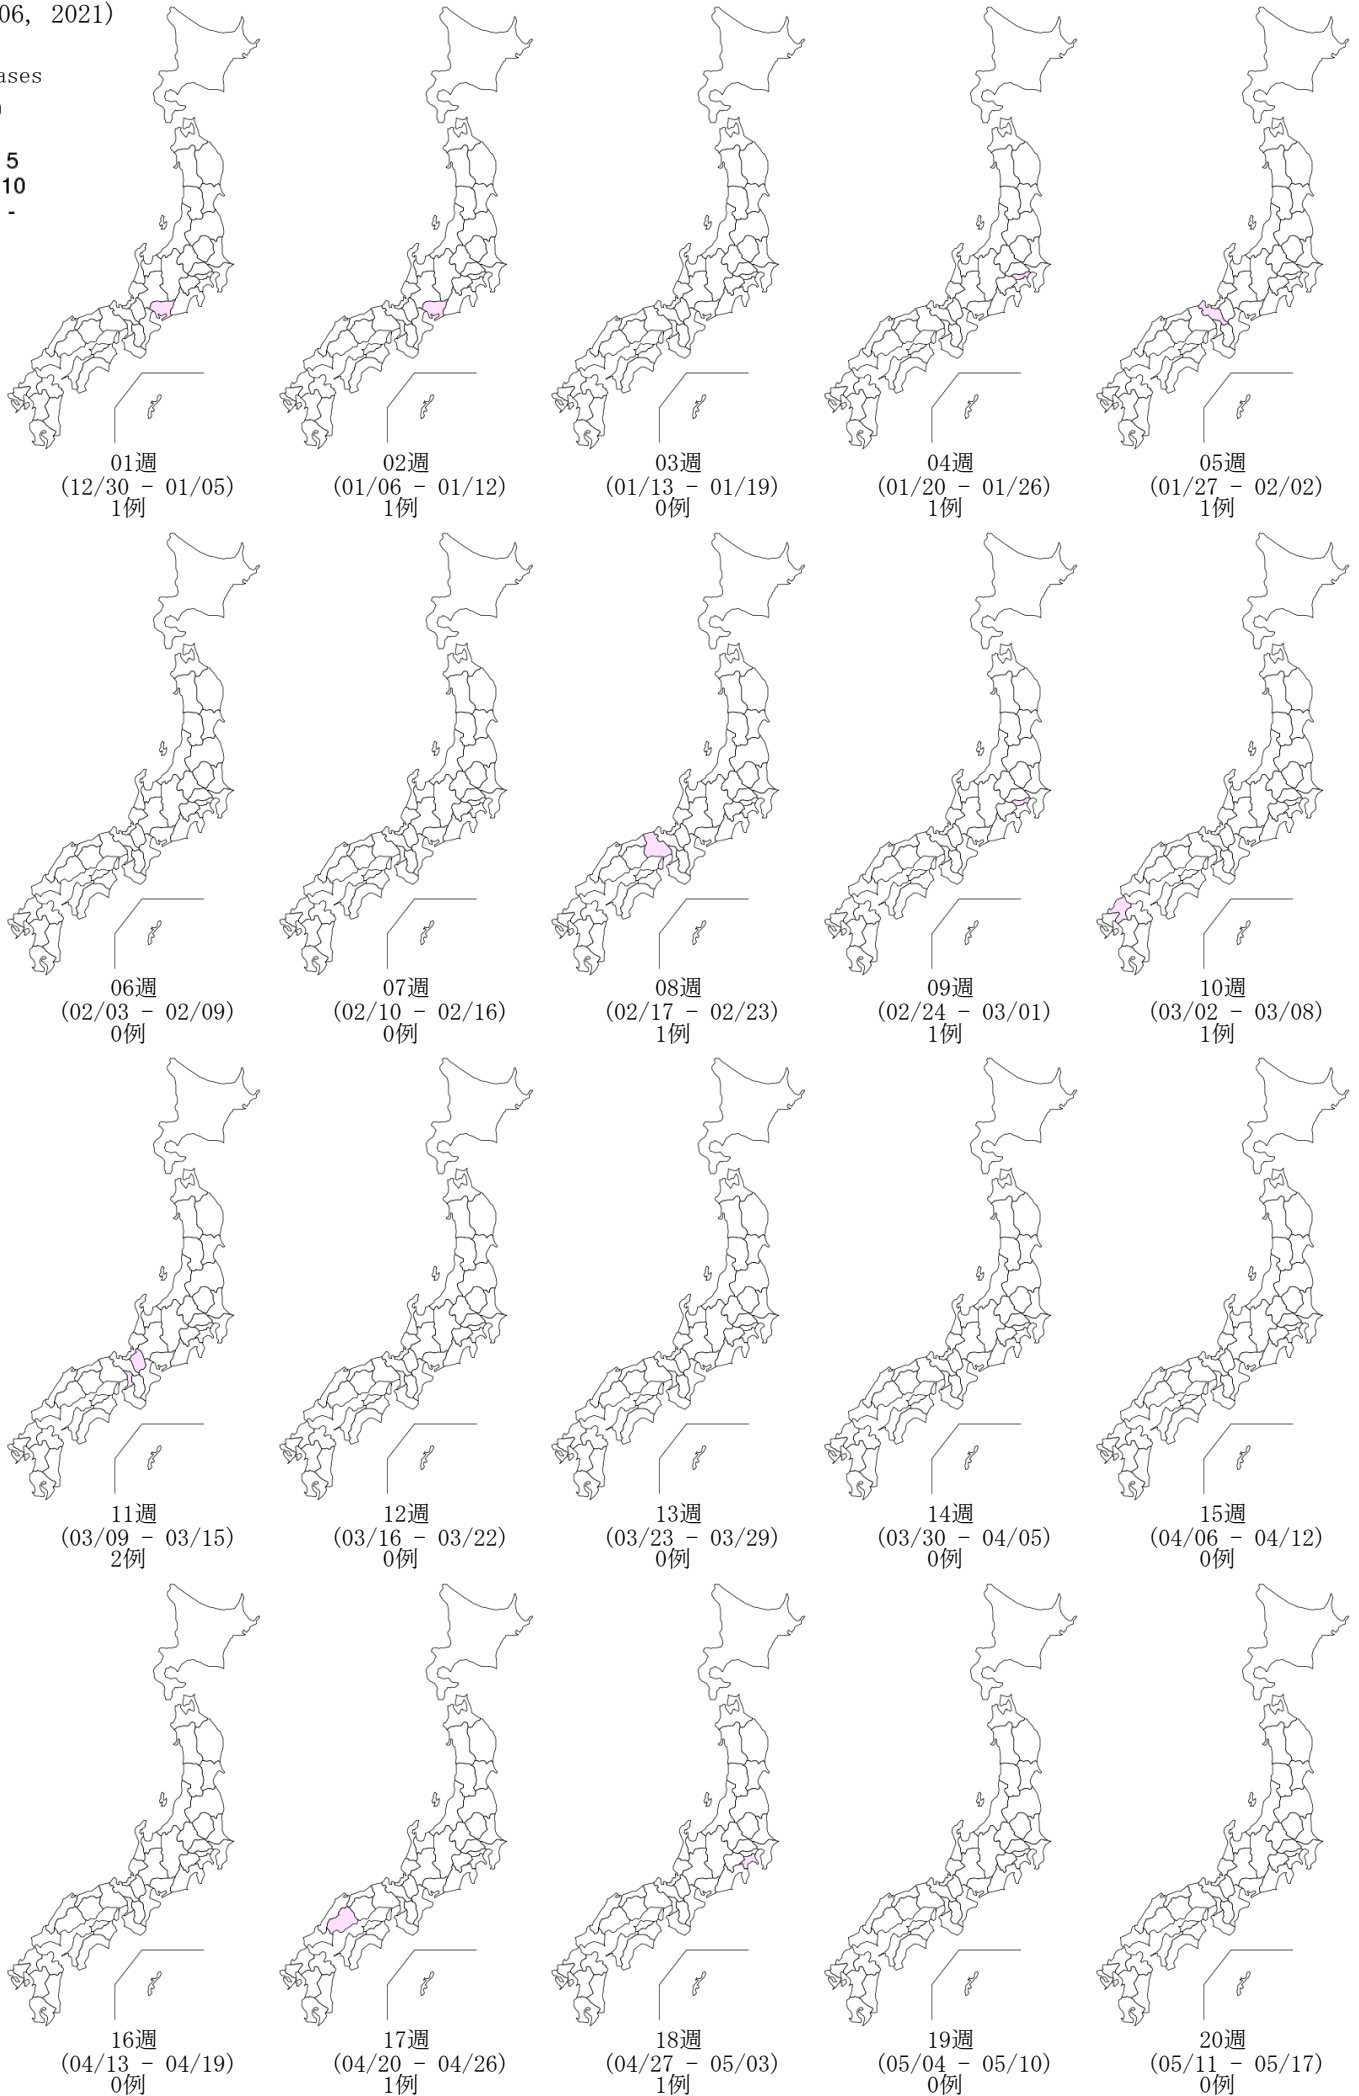 06, 2021)
ases
5
10
-
01週
(12/30 - 01/05)
1例
02週
(01/06 - 01/12)
1例
03週
(01/13 - 01/19)
0例
04週
(01/20 - 01/26)
1例
05週
(01/27 - 02/02)
1例
06週
(02/03 - 02/09)
0例
07週
(02/10 - 02/16)
0例
08週
(02/17 - 02/23)
1例
09週
(02/24 - 03/01)
1例
10週
(03/02 - 03/08)
1例
11週
(03/09 - 03/15)
2例
12週
(03/16 - 03/22)
0例
13週
(03/23 - 03/29)
0例
14週
(03/30 - 04/05)
0例
15週
(04/06 - 04/12)
0例
16週
(04/13 - 04/19)
0例
17週
(04/20 - 04/26)
1例
18週
(04/27 - 05/03)
1例
19週
(05/04 - 05/10)
0例
20週
(05/11 - 05/17)
0例